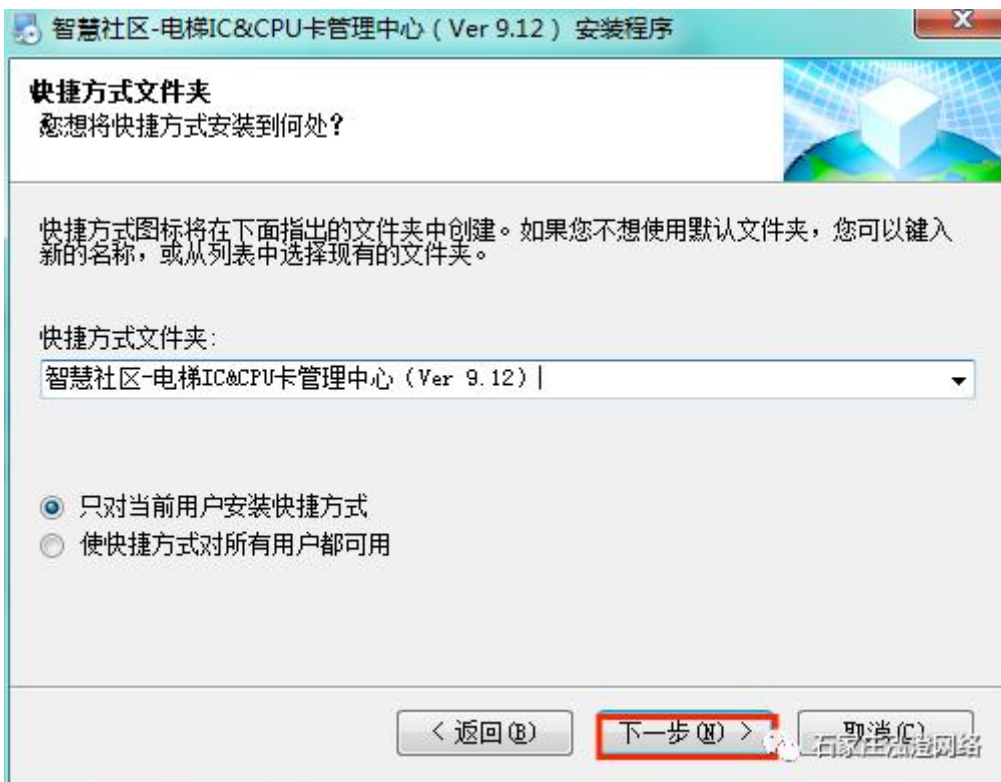 智慧社区-电梯IC&CPU卡管理中心（Ver 9.12） 安装程序
快捷方式文件夹
您想将快捷方式安装到何处?
快捷方式图标将在下面指出的文件夹中创建。如果您不想使用默认文件夹，您可以键入
新的名称，或从列表中选择现有的文件夹。
快捷方式文件夹:
智慧社区-电梯IC&CPU卡管理中心（Ver 9.12）
只对当前用户安装快捷方式
使快捷方式对所有用户都可用
< 返回(B)
下一步(N) >
取消(C)
石家庄泓澄网络